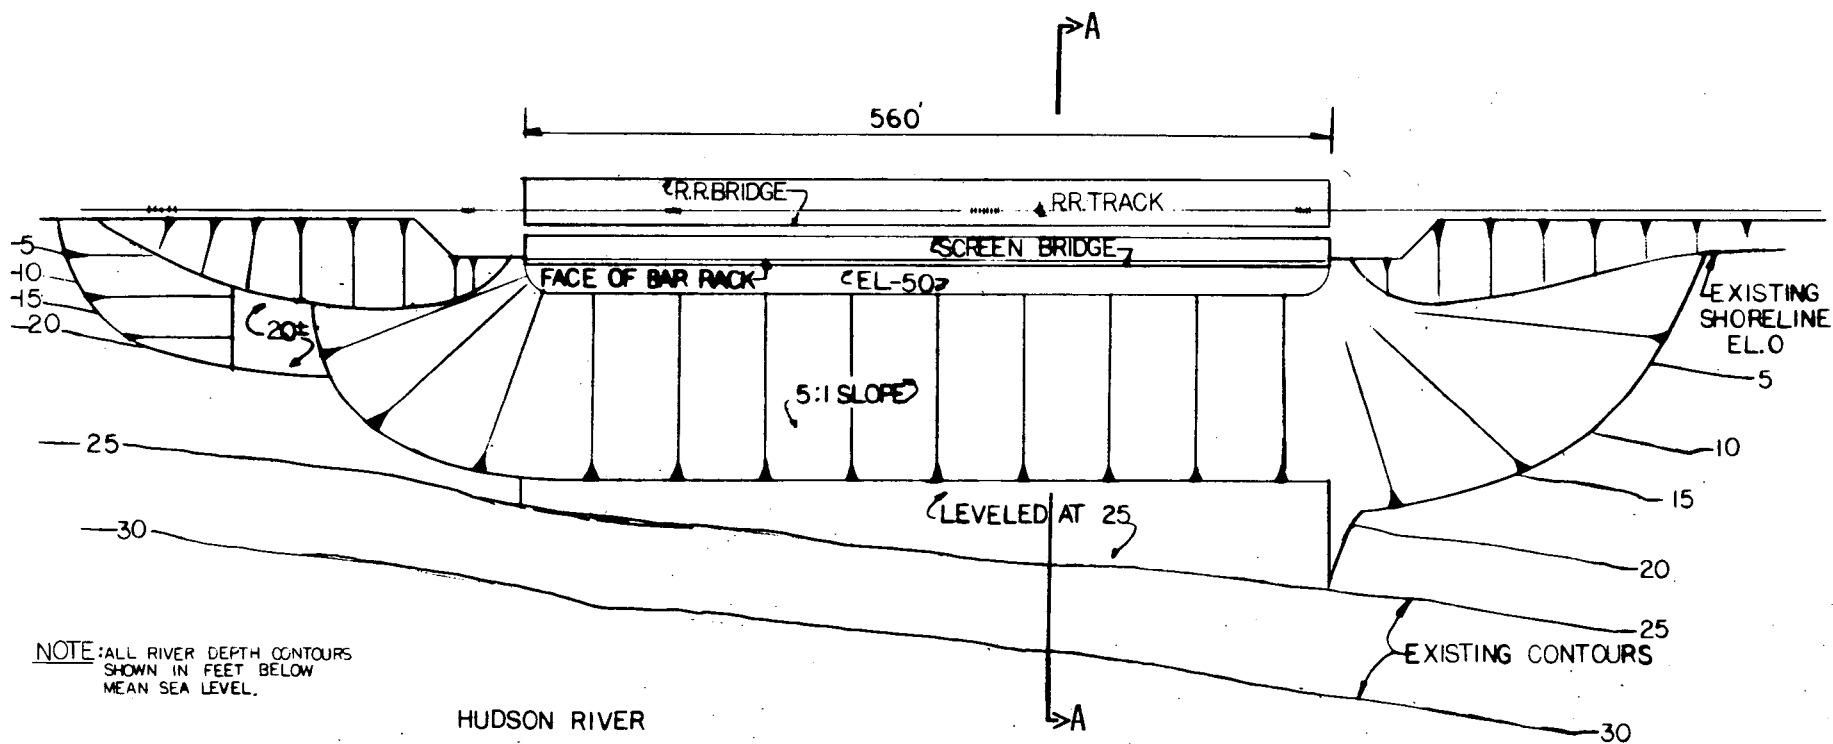 A
560'
R.R.BRIDGE
R.R.TRACK
SCREEN BRIDGE
FACE OF BAR RACK
EL-50
-5
-10
-15
-20
20±
EXISTING
SHORELINE
EL.0
5
5:1 SLOPE
10
25
15
LEVELED AT 25
30
20
25
NOTE: ALL RIVER DEPTH CONTOURS
SHOWN IN FEET BELOW
MEAN SEA LEVEL.
EXISTING CONTOURS
HUDSON RIVER
A
30